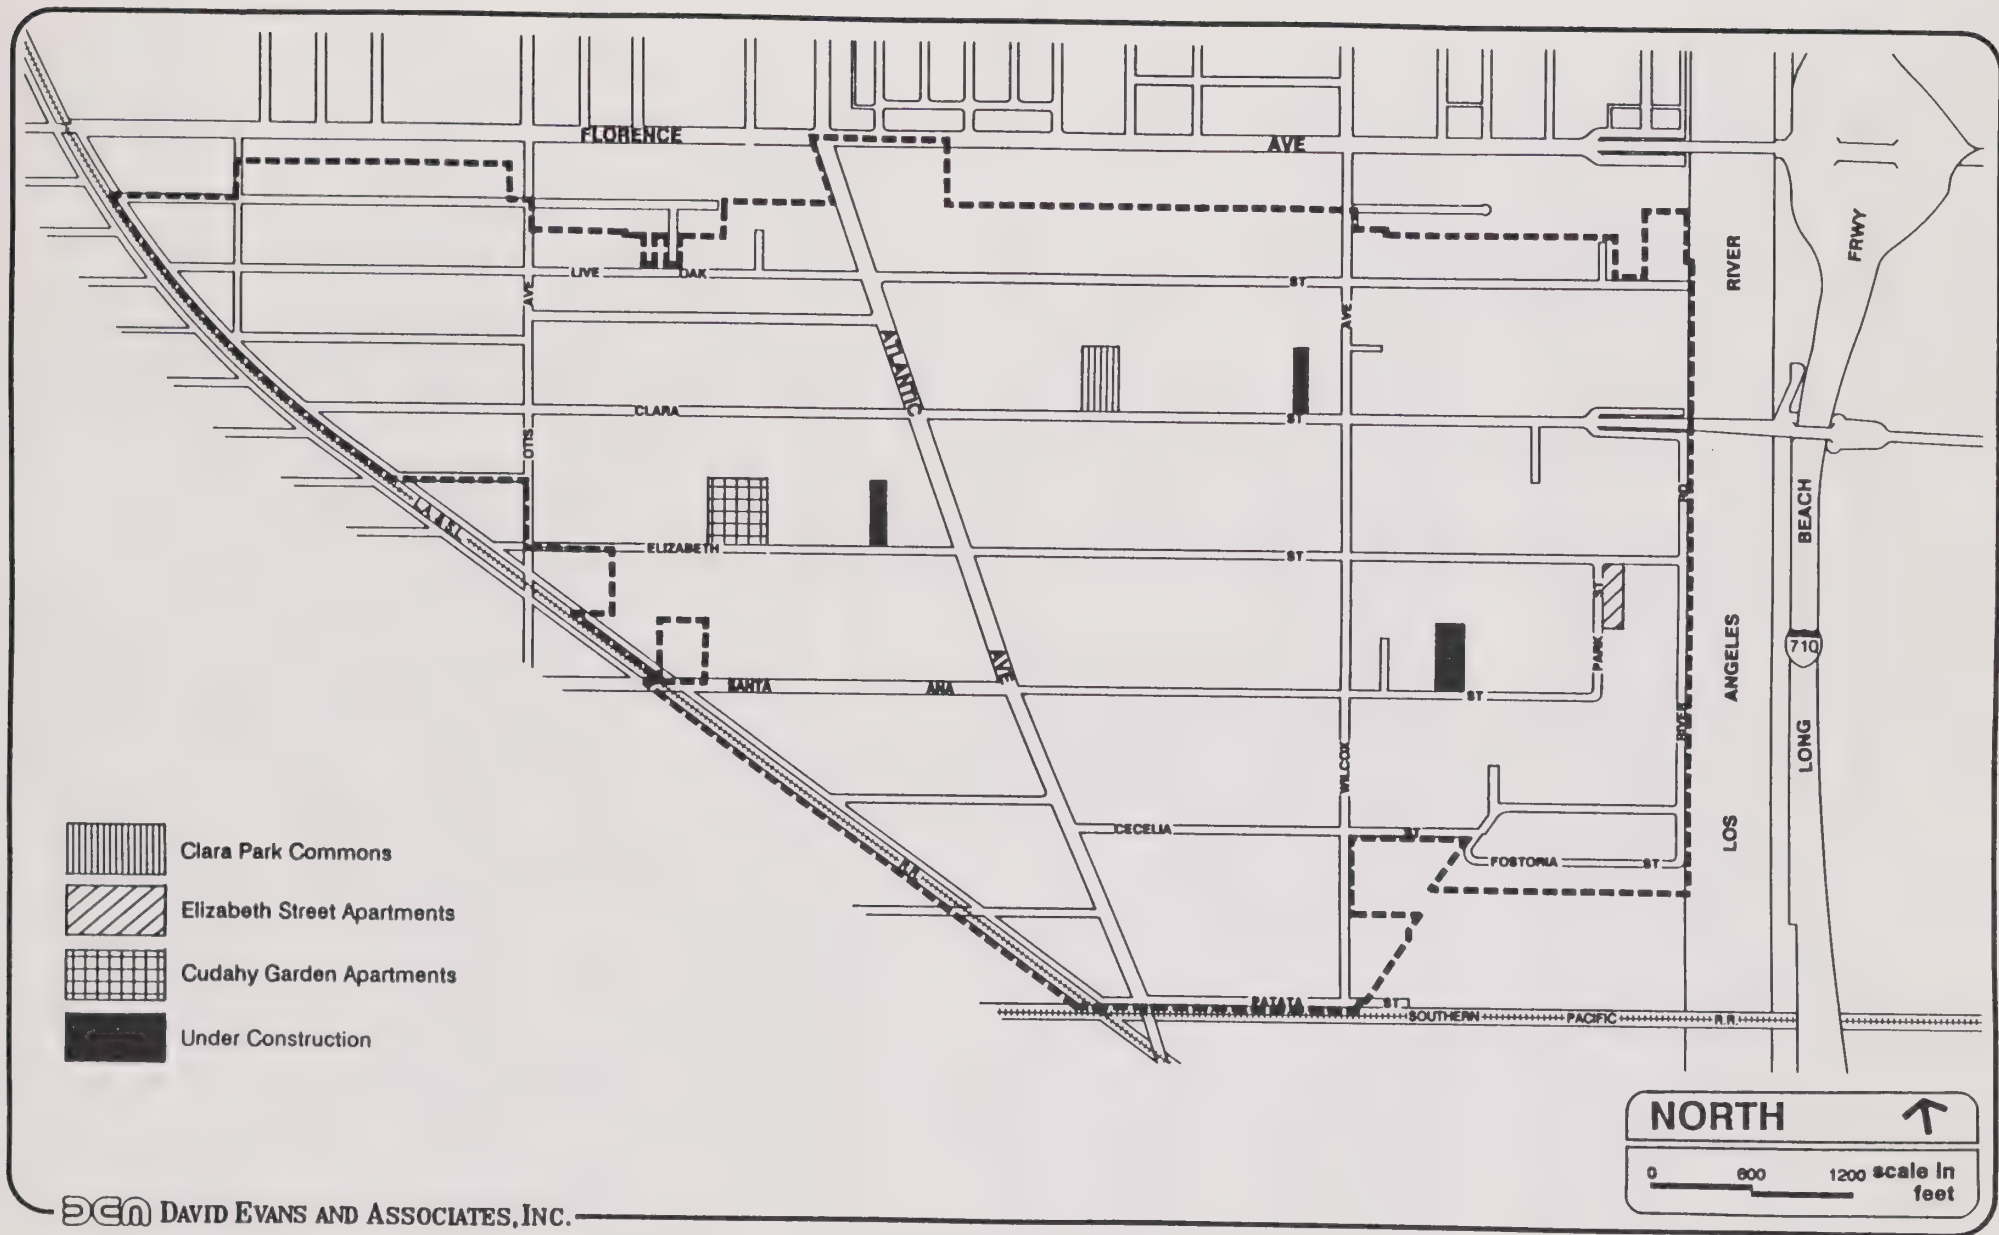 FLORENCE AVE
LIVE OAK ST
AVE
OTIS
AVE
ATLANTIC
AVE
CLARA ST
RIVER
FRWY
L.A. & S.L.
R.R.
ELIZABETH ST
RD
RIVER
BEACH
LONG
710
ANGELES
LOS
ST
PARK
SANTA ANA ST
WILCOX
CECELIA ST
FOSTORIA ST
PATATA ST
SOUTHERN PACIFIC R.R.
Clara Park Commons
Elizabeth Street Apartments
Cudahy Garden Apartments
Under Construction
NORTH
0 600 1200 scale in
feet
DEA DAVID EVANS AND ASSOCIATES, INC.